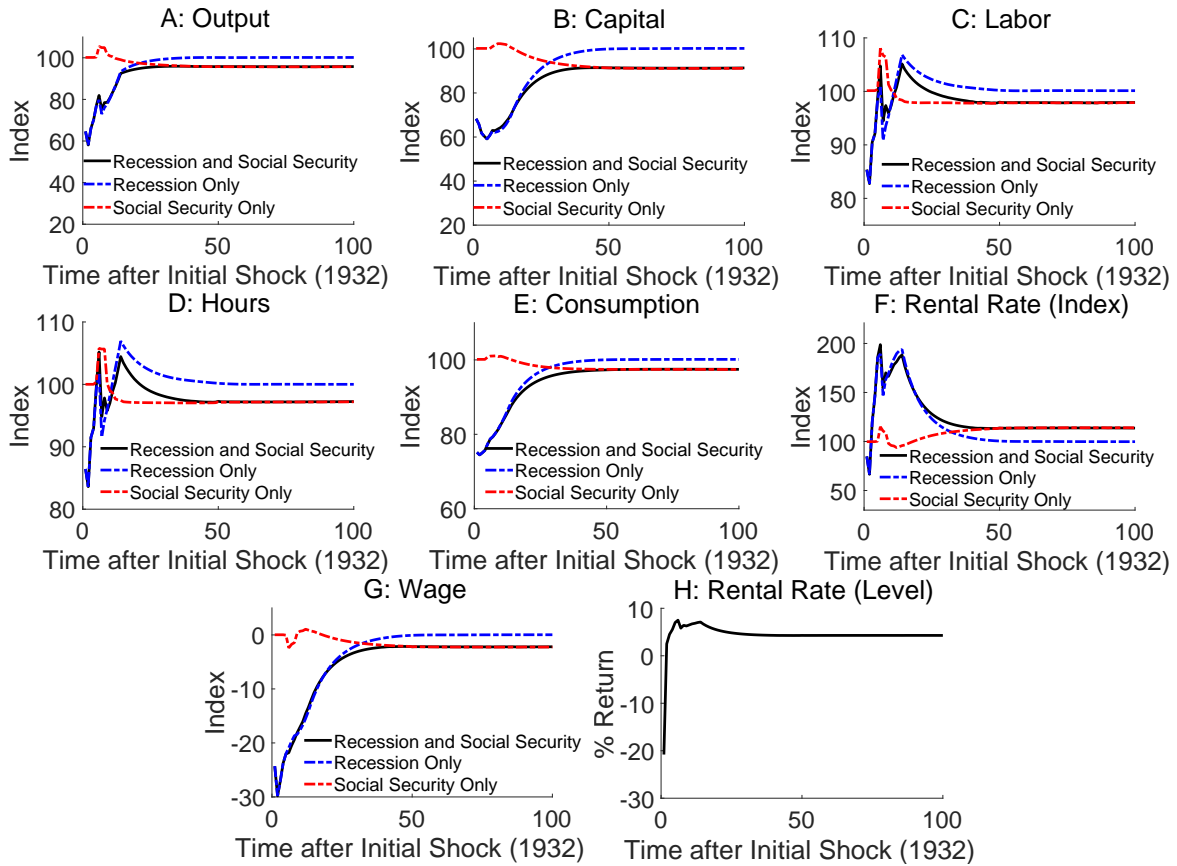 A: Output
Index
100
80
60
40
20
Recession and Social Security
Recession Only
Social Security Only
0
50
100
Time after Initial Shock (1932)
B: Capital
Index
100
80
60
40
20
Recession and Social Security
Recession Only
Social Security Only
0
50
100
Time after Initial Shock (1932)
C: Labor
Index
110
100
90
80
Recession and Social Security
Recession Only
Social Security Only
0
50
100
Time after Initial Shock (1932)
D: Hours
Index
110
100
90
80
Recession and Social Security
Recession Only
Social Security Only
0
50
100
Time after Initial Shock (1932)
E: Consumption
Index
100
80
60
Recession and Social Security
Recession Only
Social Security Only
0
50
100
Time after Initial Shock (1932)
F: Rental Rate (Index)
Index
200
150
100
50
Recession and Social Security
Recession Only
Social Security Only
0
50
100
Time after Initial Shock (1932)
G: Wage
Index
0
-10
-20
-30
Recession and Social Security
Recession Only
Social Security Only
0
50
100
Time after Initial Shock (1932)
H: Rental Rate (Level)
% Return
10
0
-10
-20
-30
0
50
100
Time after Initial Shock (1932)